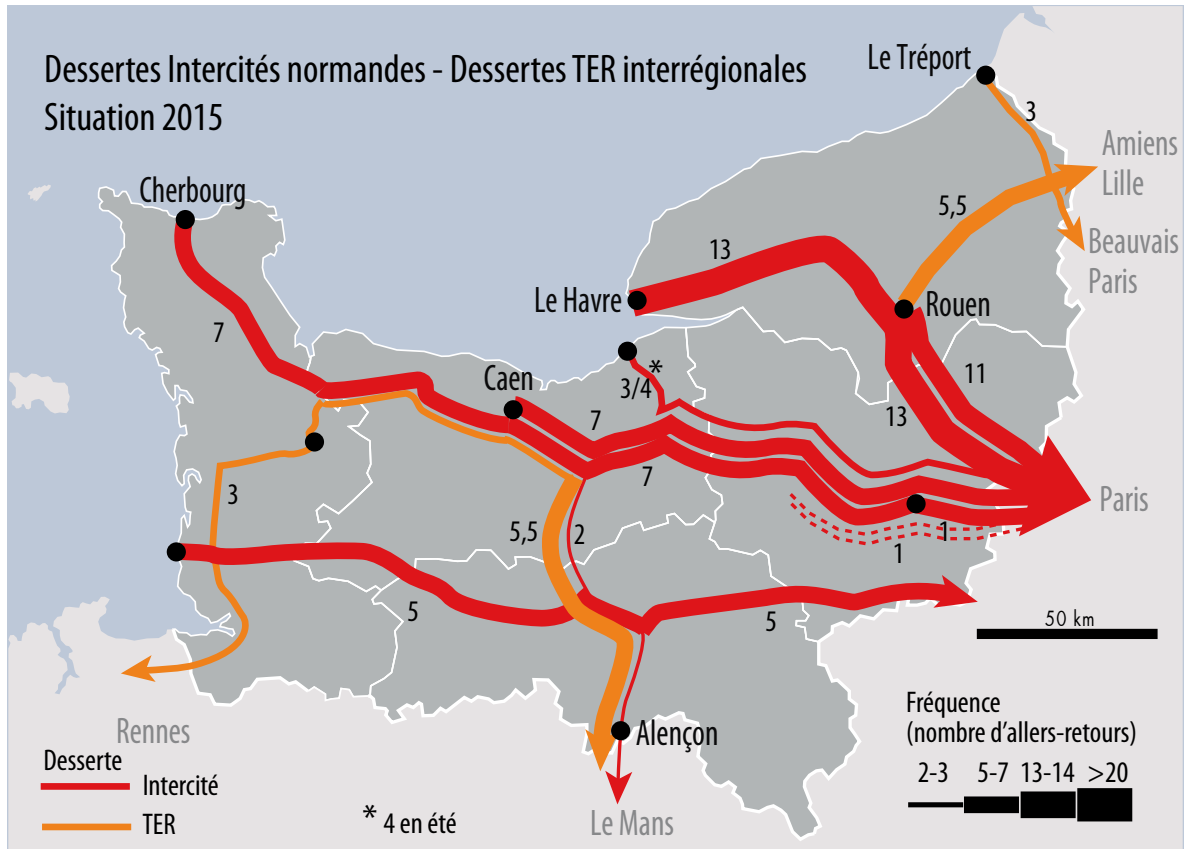 Dessertes Intercités normandes - Dessertes TER interrégionales
Situation 2015
Le Tréport
3
Amiens
Lille
Cherbourg
5,5
Beauvais
Paris
13
Le Havre
Rouen
7
*
3/4
Caen
11
7
13
7
Paris
3
5,5
2
1
1
5
5
50 km
Rennes
Alençon
Le Mans
Desserte
Intercité
TER
* 4 en été
Fréquence
(nombre d'allers-retours)
2-3 5-7 13-14 >20